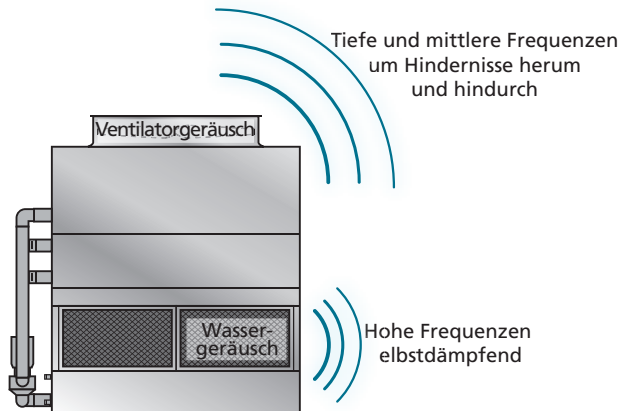 Tiefe und mittlere Frequenzen
um Hindernisse herum
und hindurch
Ventilatorgeräusch
Wasser-
geräusch
Hohe Frequenzen
elbstdämpfend